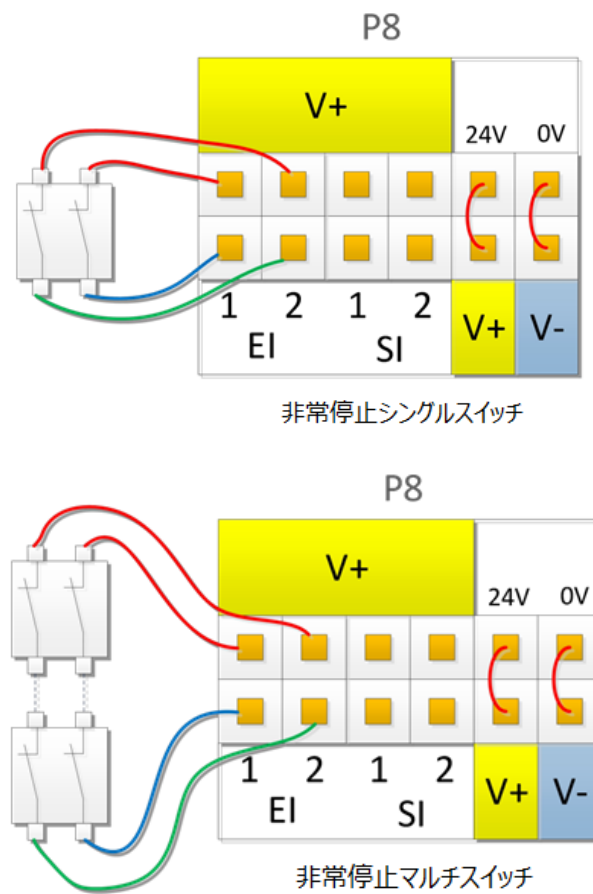 P8
V+
24V 0V
1 2 1 2
EI SI
V+ V-
非常停止シングルスイッチ
P8
V+
24V 0V
1 2 1 2
EI SI
V+ V-
非常停止マルチスイッチ